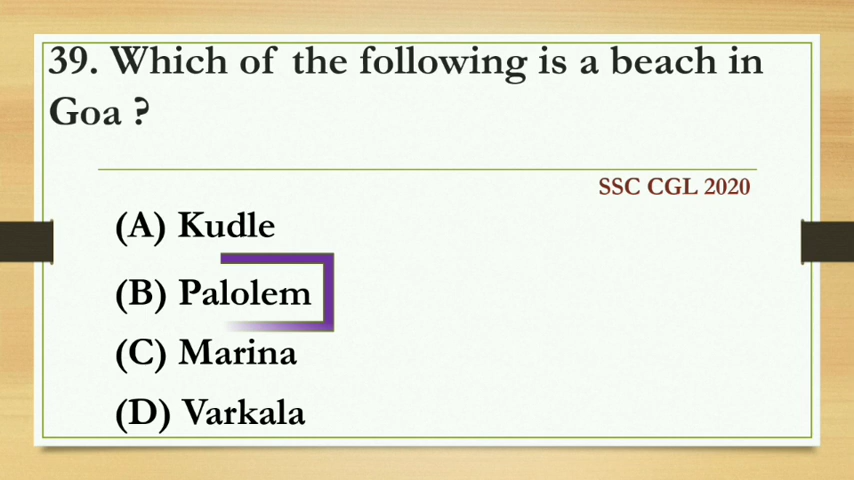 39. Which of the following is a beach in
Goa ?
SSC CGL 2020
(A) Kudle
(B) Palolem
(C) Marina
(D) Varkala